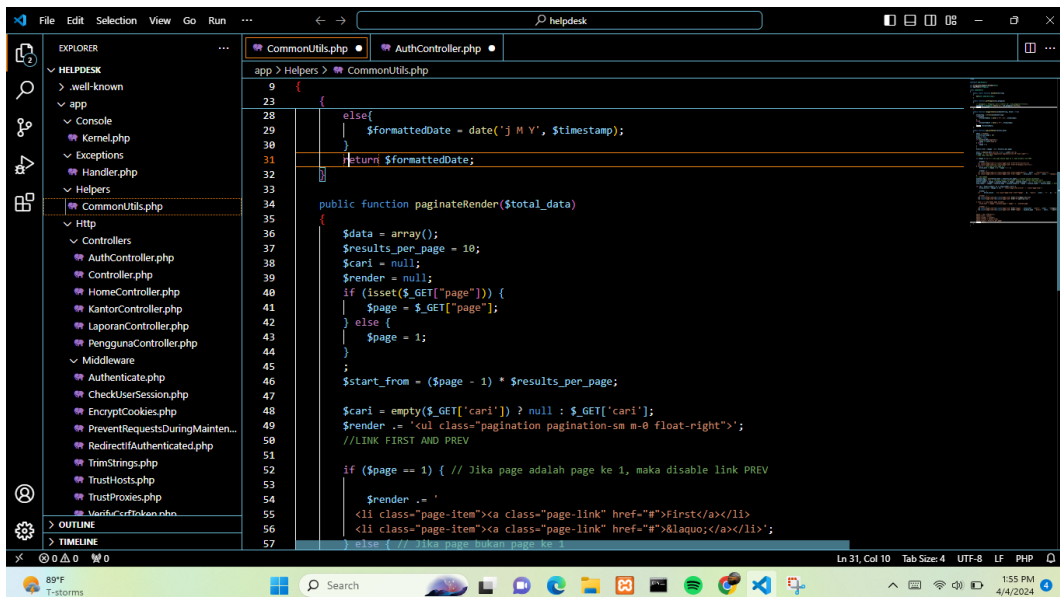 File Edit Selection View Go Run ···
helpdesk
EXPLORER ···
HELPDESK
.well-known
app
Console
Kernel.php
Exceptions
Handler.php
Helpers
CommonUtils.php
Http
Controllers
AuthController.php
Controller.php
HomeController.php
KantorController.php
LaporanController.php
PenggunaController.php
Middleware
Authenticate.php
CheckUserSession.php
EncryptCookies.php
PreventRequestsDuringMainten...
RedirectIfAuthenticated.php
TrimStrings.php
TrustHosts.php
TrustProxies.php
VerifyCsrfToken.php
OUTLINE
TIMELINE
2
CommonUtils.php ● AuthController.php ●
app > Helpers > CommonUtils.php
9 {
23 {
28 else{
29 $formattedDate = date('j M Y', $timestamp);
30 }
31 return $formattedDate;
32 }
33
34 public function paginateRender($total_data)
35 {
36 $data = array();
37 $results_per_page = 10;
38 $cari = null;
39 $render = null;
40 if (isset($_GET["page"])) {
41 $page = $_GET["page"];
42 } else {
43 $page = 1;
44 }
45 ;
46 $start_from = ($page - 1) * $results_per_page;
47
48 $cari = empty($_GET['cari']) ? null : $_GET['cari'];
49 $render .= '<ul class="pagination pagination-sm m-0 float-right">';
50 //LINK FIRST AND PREV
51
52 if ($page == 1) { // Jika page adalah page ke 1, maka disable link PREV
53
54 $render .= '
55 <li class="page-item"><a class="page-link" href="#">First</a></li>
56 <li class="page-item"><a class="page-link" href="#">&laquo;</a></li>';
57 } else { // Jika page bukan page ke 1
0 0 0 Ln 31, Col 10 Tab Size: 4 UTF-8 LF PHP
89°F
T-storms
Search
1:55 PM
4/4/2024
4